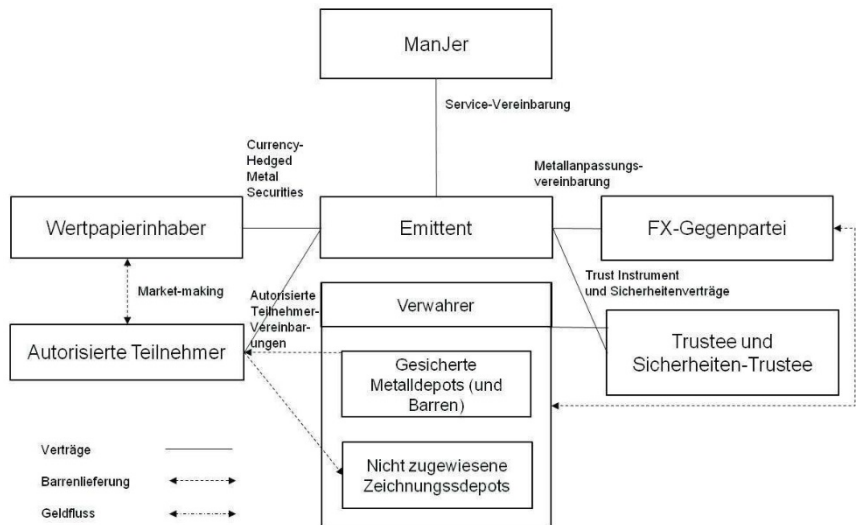 ManJer
Service-Vereinbarung
Currency-
Hedged
Metal
Securities
Metallanpassungs-
vereinbarung
Wertpapierinhaber
Emittent
FX-Gegenpartei
Market-making
Autorisierte
Teilnehmer-
Vereinbar-
ungen
Trust Instrument
und Sicherheitenverträge
Verwahrer
Autorisierte Teilnehmer
Trustee und
Sicherheiten-Trustee
Gesicherte
Metalldepots (und
Barren)
Nicht zugewiesene
Zeichnungssdepots
Verträge
Barrenlieferung
Geldfluss